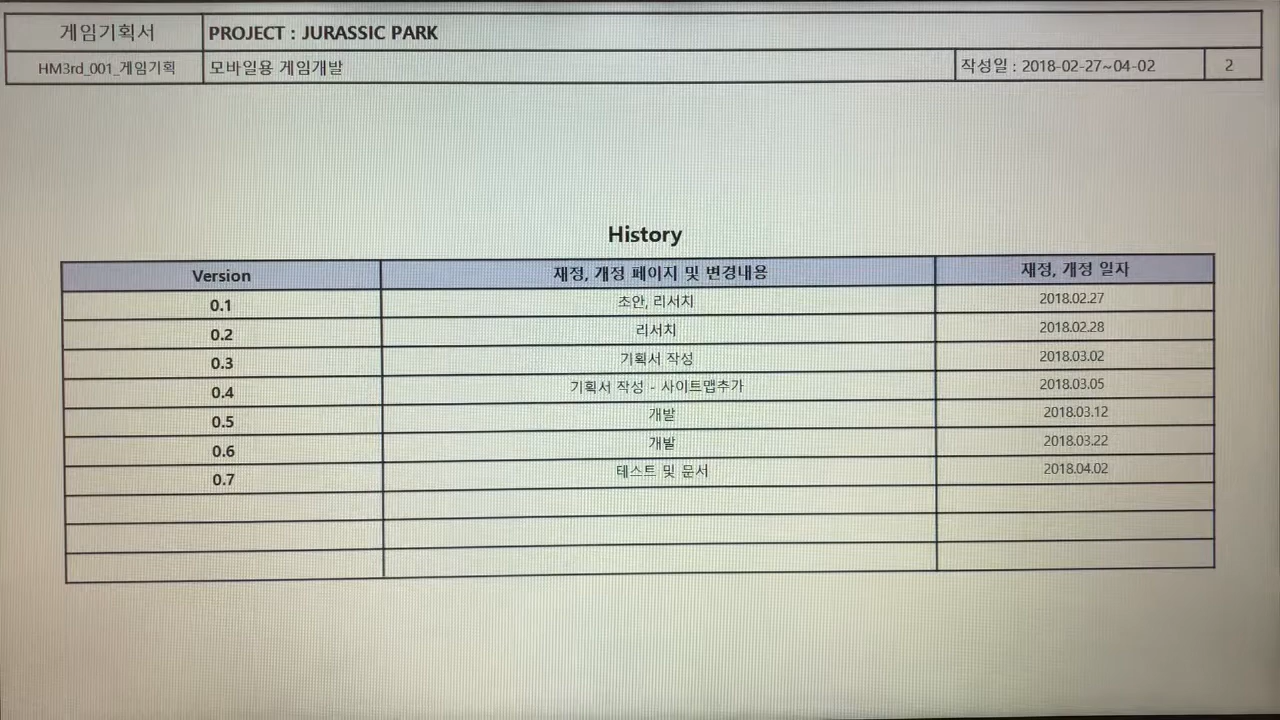 게임기획서 PROJECT : JURASSIC PARK
HM3rd_001_게임기획 모바일용 게임개발 작성일 : 2018-02-27~04-02 2
History
Version 재정, 개정 페이지 및 변경내용 재정, 개정 일자
0.1 초안, 리서치 2018.02.27
0.2 리서치 2018.02.28
0.3 기획서 작성 2018.03.02
0.4 기획서 작성 - 사이트맵추가 2018.03.05
0.5 개발 2018.03.12
0.6 개발 2018.03.22
0.7 테스트 및 문서 2018.04.02